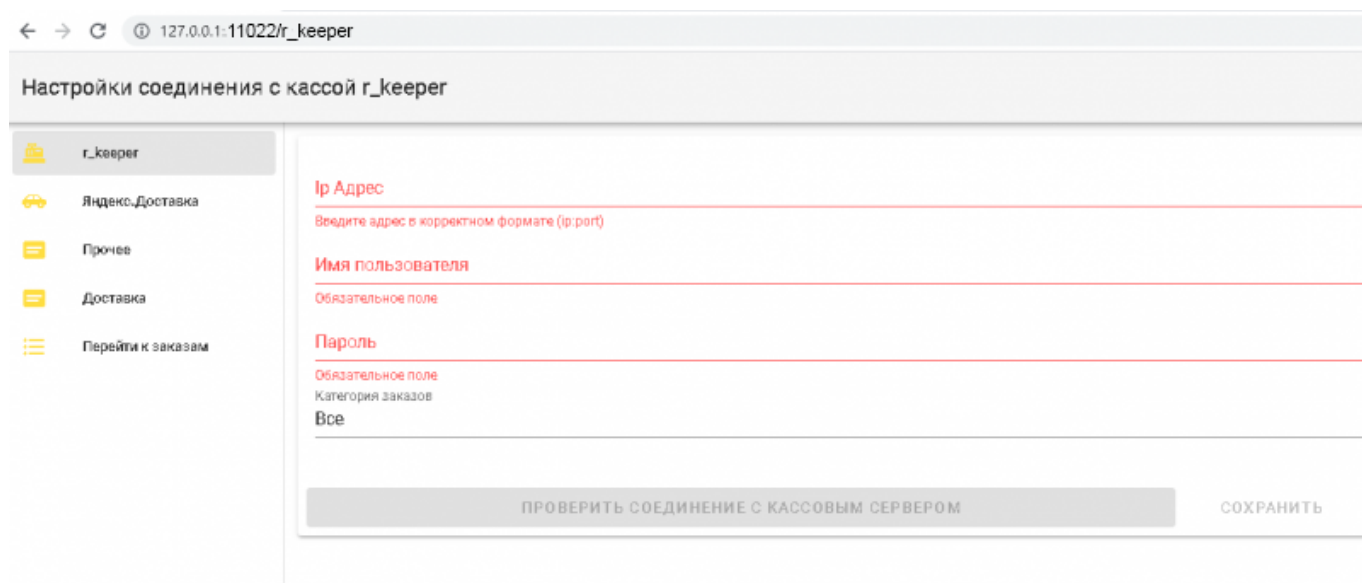 127.0.0.1:11022/r_keeper
Настройки соединения с кассой r_keeper
r_keeper
Яндекс.Доставка
Прочее
Доставка
Перейти к заказам
Ip Адрес
Введите адрес в корректном формате (ip:port)
Имя пользователя
Обязательное поле
Пароль
Обязательное поле
Категория заказов
Все
ПРОВЕРИТЬ СОЕДИНЕНИЕ С КАССОВЫМ СЕРВЕРОМ
СОХРАНИТЬ